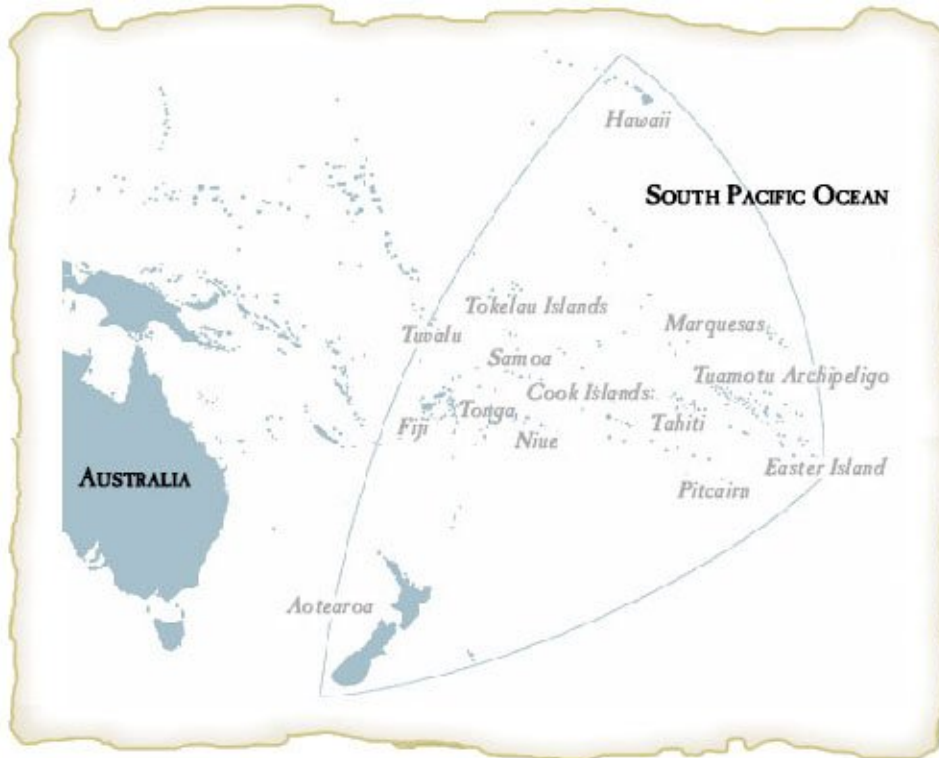 Hawaii
SOUTH PACIFIC OCEAN
Tokelau Islands
Marquesas
Tuvalu
Samoa
Tuamotu Archipeligo
Cook Islands
Tonga
Tahiti
Fiji
Niue
Easter Island
AUSTRALIA
Pitcairn
Aotearoa